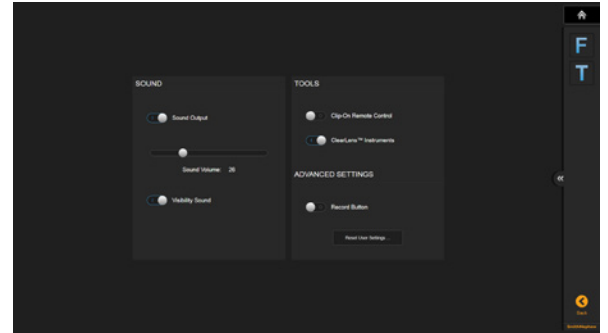 SOUND
Sound Output
Sound Volume: 26
Visibility Sound
TOOLS
Clip-On Remote Control
ClearLens™ Instruments
ADVANCED SETTINGS
Record Button
Reset User Settings ...
F
T
Back